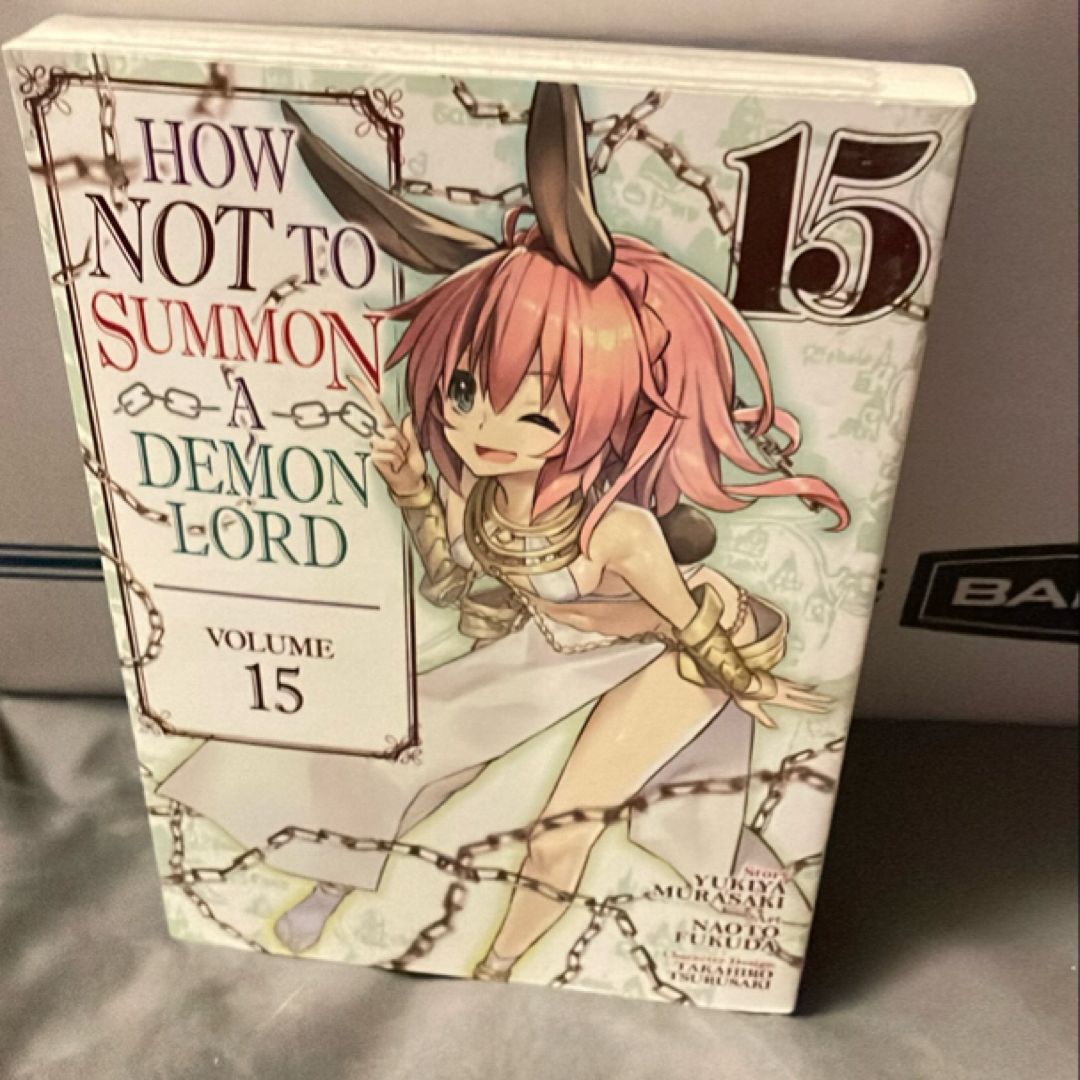 HOW
NOT TO
SUMMON
A
DEMON
LORD
VOLUME
15
15
Story
YUKIYA
MURASAKI
Art
NAOTO
FUKUDA
Character Design
TAKAHIRO
TSURUSAKI
BA